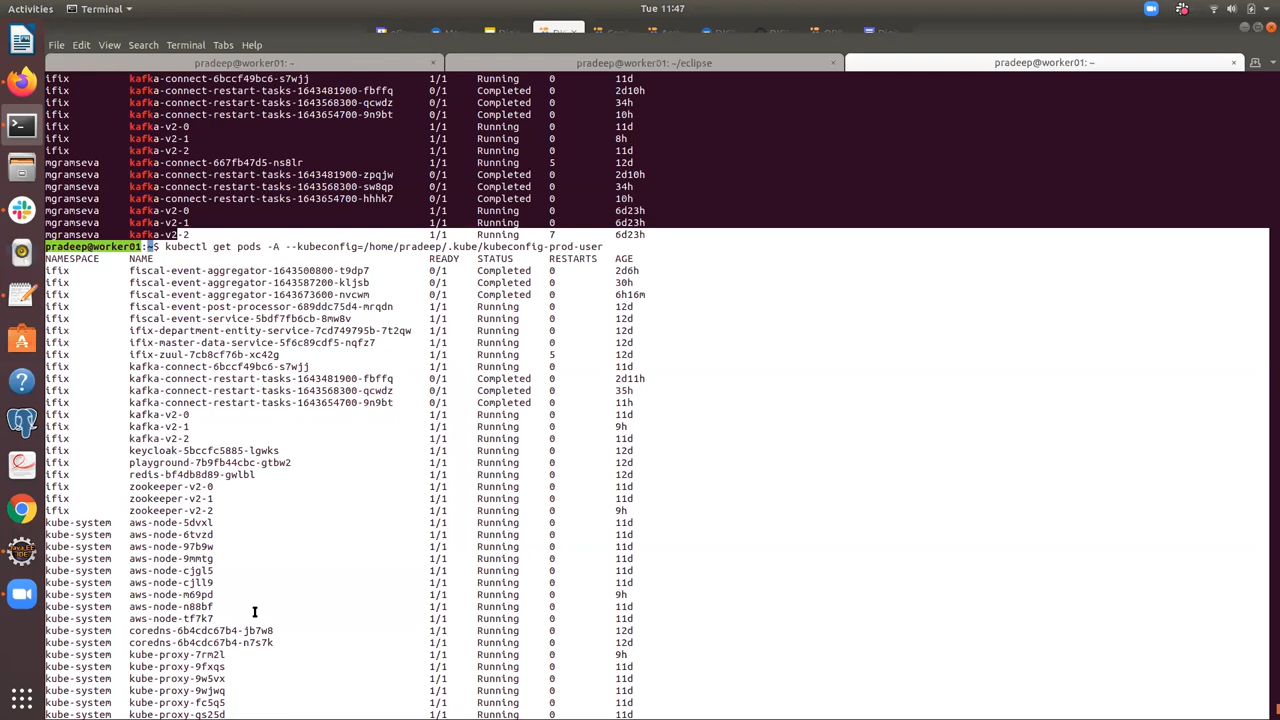 Activities Terminal Tue 11:47
File Edit View Search Terminal Tabs Help
pradeep@worker01: ~ × pradeep@worker01: ~/eclipse × pradeep@worker01: ~ ×
ifix kafka-connect-6bccf49bc6-s7wjj 1/1 Running 0 11d
ifix kafka-connect-restart-tasks-1643481900-fbffq 0/1 Completed 0 2d10h
ifix kafka-connect-restart-tasks-1643568300-qcwdz 0/1 Completed 0 34h
ifix kafka-connect-restart-tasks-1643654700-9n9bt 0/1 Completed 0 10h
ifix kafka-v2-0 1/1 Running 0 11d
ifix kafka-v2-1 1/1 Running 0 8h
ifix kafka-v2-2 1/1 Running 0 11d
mgramseva kafka-connect-667fb47d5-ns8lr 1/1 Running 5 12d
mgramseva kafka-connect-restart-tasks-1643481900-zpqjw 0/1 Completed 0 2d10h
mgramseva kafka-connect-restart-tasks-1643568300-sw8qp 0/1 Completed 0 34h
mgramseva kafka-connect-restart-tasks-1643654700-hhhk7 0/1 Completed 0 10h
mgramseva kafka-v2-0 1/1 Running 0 6d23h
mgramseva kafka-v2-1 1/1 Running 0 6d23h
mgramseva kafka-v2-2 1/1 Running 7 6d23h
pradeep@worker01:~$ kubectl get pods -A --kubeconfig=/home/pradeep/.kube/kubeconfig-prod-user
NAMESPACE NAME READY STATUS RESTARTS AGE
ifix fiscal-event-aggregator-1643500800-t9dp7 0/1 Completed 0 2d6h
ifix fiscal-event-aggregator-1643587200-kljsb 0/1 Completed 0 30h
ifix fiscal-event-aggregator-1643673600-nvcwm 0/1 Completed 0 6h16m
ifix fiscal-event-post-processor-689ddc75d4-mrqdn 1/1 Running 0 12d
ifix fiscal-event-service-5bdf7fb6cb-8mw8v 1/1 Running 0 12d
ifix ifix-department-entity-service-7cd749795b-7t2qw 1/1 Running 0 12d
ifix ifix-master-data-service-5f6c89cdf5-nqfz7 1/1 Running 0 12d
ifix ifix-zuul-7cb8cf76b-xc42g 1/1 Running 5 12d
ifix kafka-connect-6bccf49bc6-s7wjj 1/1 Running 0 11d
ifix kafka-connect-restart-tasks-1643481900-fbffq 0/1 Completed 0 2d11h
ifix kafka-connect-restart-tasks-1643568300-qcwdz 0/1 Completed 0 35h
ifix kafka-connect-restart-tasks-1643654700-9n9bt 0/1 Completed 0 11h
ifix kafka-v2-0 1/1 Running 0 11d
ifix kafka-v2-1 1/1 Running 0 9h
ifix kafka-v2-2 1/1 Running 0 11d
ifix keycloak-5bccfc5885-lgwks 1/1 Running 0 12d
ifix playground-7b9fb44cbc-gtbw2 1/1 Running 0 12d
ifix redis-bf4db8d89-gwlbl 1/1 Running 0 12d
ifix zookeeper-v2-0 1/1 Running 0 11d
ifix zookeeper-v2-1 1/1 Running 0 11d
ifix zookeeper-v2-2 1/1 Running 0 9h
kube-system aws-node-5dvxl 1/1 Running 0 11d
kube-system aws-node-6tvzd 1/1 Running 0 11d
kube-system aws-node-97b9w 1/1 Running 0 11d
kube-system aws-node-9mmtg 1/1 Running 0 11d
kube-system aws-node-cjgl5 1/1 Running 0 11d
kube-system aws-node-cjll9 1/1 Running 0 11d
kube-system aws-node-m69pd 1/1 Running 0 9h
kube-system aws-node-n88bf 1/1 Running 0 11d
kube-system aws-node-tf7k7 1/1 Running 0 11d
kube-system coredns-6b4cdc67b4-jb7w8 1/1 Running 0 12d
kube-system coredns-6b4cdc67b4-n7s7k 1/1 Running 0 12d
kube-system kube-proxy-7rm2l 1/1 Running 0 9h
kube-system kube-proxy-9fxqs 1/1 Running 0 11d
kube-system kube-proxy-9w5vx 1/1 Running 0 11d
kube-system kube-proxy-9wjwq 1/1 Running 0 11d
kube-system kube-proxy-fc5q5 1/1 Running 0 11d
kube-system kube-proxy-gs25d 1/1 Running 0 11d